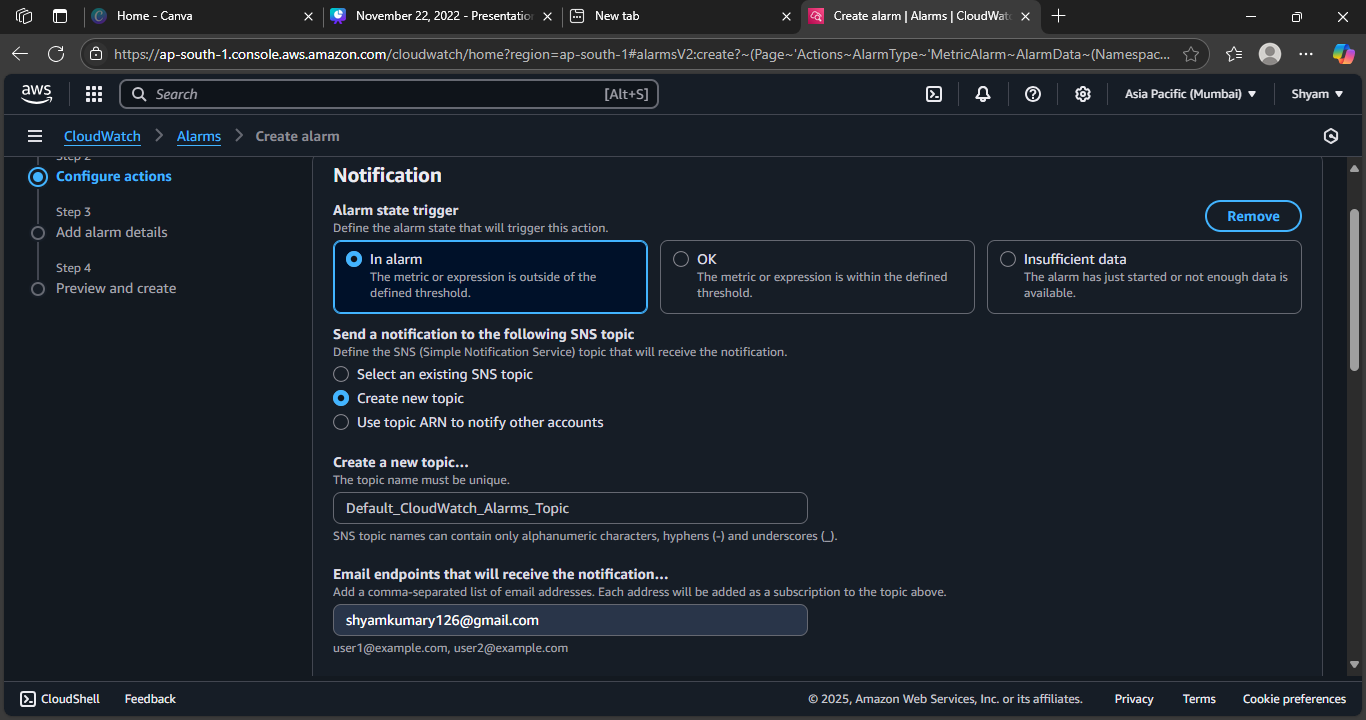 Home - Canva
November 22, 2022 - Presentation
New tab
Create alarm | Alarms | CloudWatc
https://ap-south-1.console.aws.amazon.com/cloudwatch/home?region=ap-south-1#alarmsV2:create?~(Page~'Actions~AlarmType~'MetricAlarm~AlarmData~(Namespac...
aws
Search [Alt+S]
Asia Pacific (Mumbai)
Shyam
CloudWatch
Alarms
Create alarm
Step 2
Configure actions
Step 3
Add alarm details
Step 4
Preview and create
Notification
Alarm state trigger
Define the alarm state that will trigger this action.
Remove
In alarm
The metric or expression is outside of the
defined threshold.
OK
The metric or expression is within the defined
threshold.
Insufficient data
The alarm has just started or not enough data is
available.
Send a notification to the following SNS topic
Define the SNS (Simple Notification Service) topic that will receive the notification.
Select an existing SNS topic
Create new topic
Use topic ARN to notify other accounts
Create a new topic...
The topic name must be unique.
Default_CloudWatch_Alarms_Topic
SNS topic names can contain only alphanumeric characters, hyphens (-) and underscores (_).
Email endpoints that will receive the notification...
Add a comma-separated list of email addresses. Each address will be added as a subscription to the topic above.
shyamkumary126@gmail.com
user1@example.com, user2@example.com
CloudShell
Feedback
© 2025, Amazon Web Services, Inc. or its affiliates.
Privacy
Terms
Cookie preferences